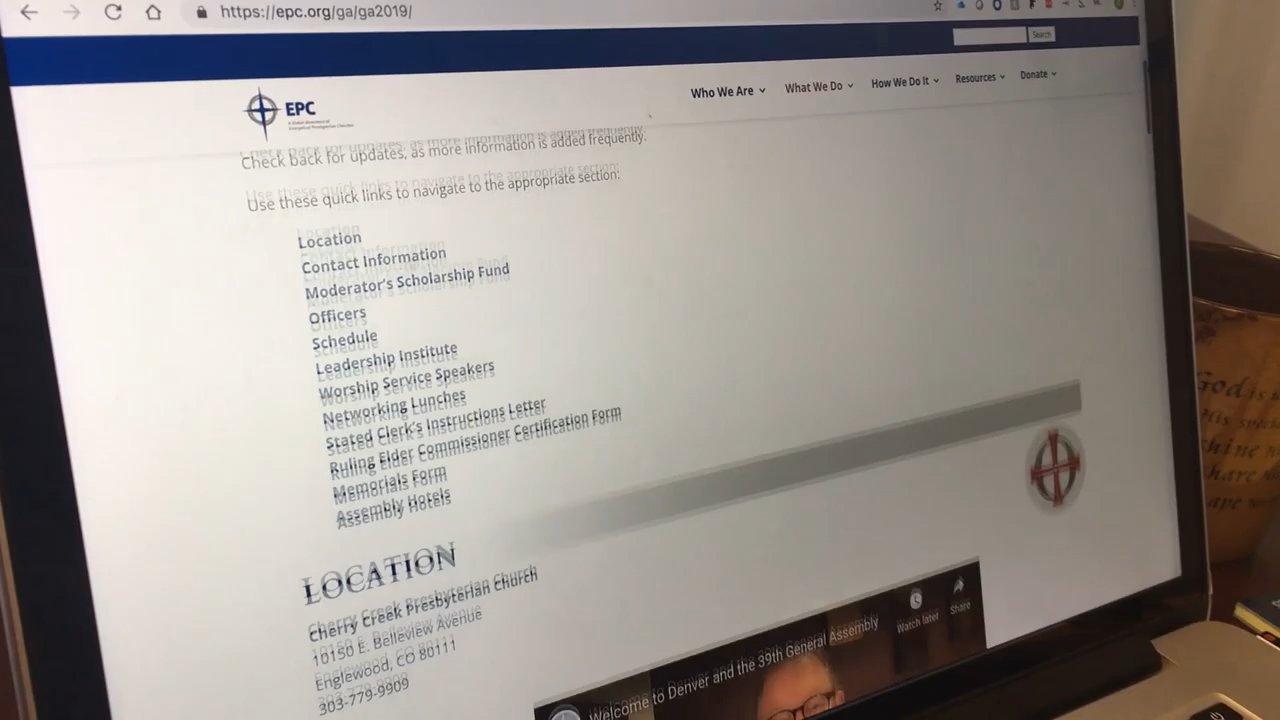 https://epc.org/ga/ga2019/
Search
EPC
Who We Are
What We Do
How We Do It
Resources
Donate
Check back for updates, as more information is added frequently.
Use these quick links to navigate to the appropriate section:
Location
Contact Information
Moderator's Scholarship Fund
Officers
Schedule
Leadership Institute
Worship Service Speakers
Networking Lunches
Stated Clerk's Instructions Letter
Ruling Elder Commissioner Certification Form
Memorials Form
Assembly Hotels
LOCATION
Cherry Creek Presbyterian Church
10150 E. Belleview Avenue
Englewood, CO 80111
303-779-9909
Welcome to Denver and the 39th General Assembly
Watch later
Share
God is